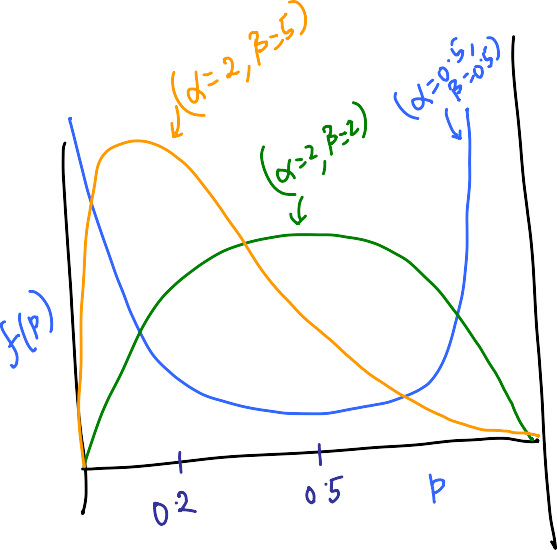 (α=2, β=5)
(α=0.5,
β=0.5)
(α=2, β=2)
f(p)
0.2
0.5
p